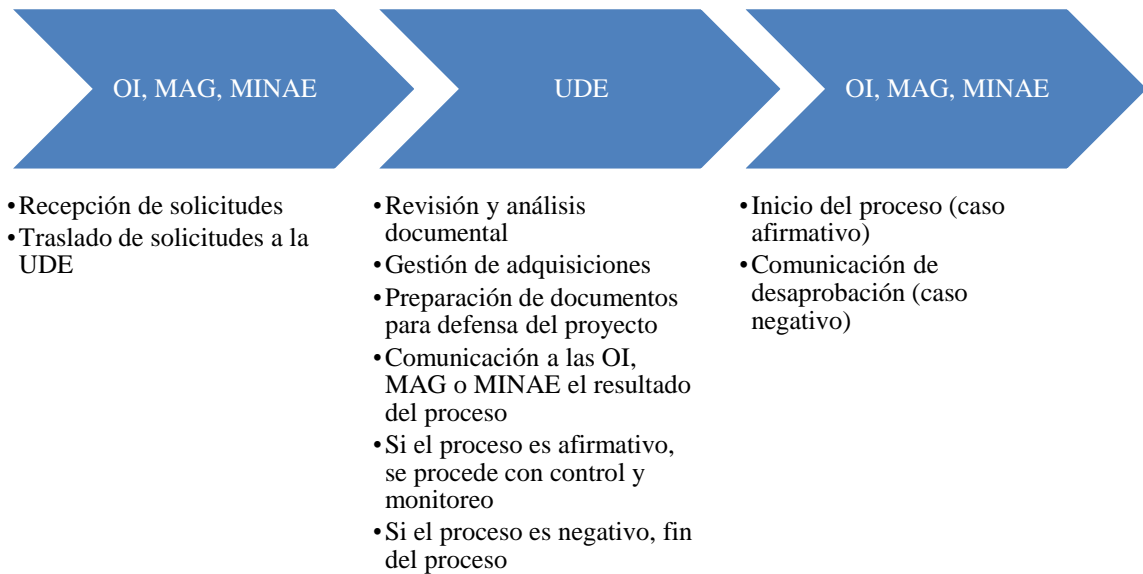 OI, MAG, MINAE
•Recepción de solicitudes
•Traslado de solicitudes a la
UDE
UDE
•Revisión y análisis
documental
•Gestión de adquisiciones
•Preparación de documentos
para defensa del proyecto
•Comunicación a las OI,
MAG o MINAE el resultado
del proceso
•Si el proceso es afirmativo,
se procede con control y
monitoreo
•Si el proceso es negativo, fin
del proceso
OI, MAG, MINAE
•Inicio del proceso (caso
afirmativo)
•Comunicación de
desaprobación (caso
negativo)